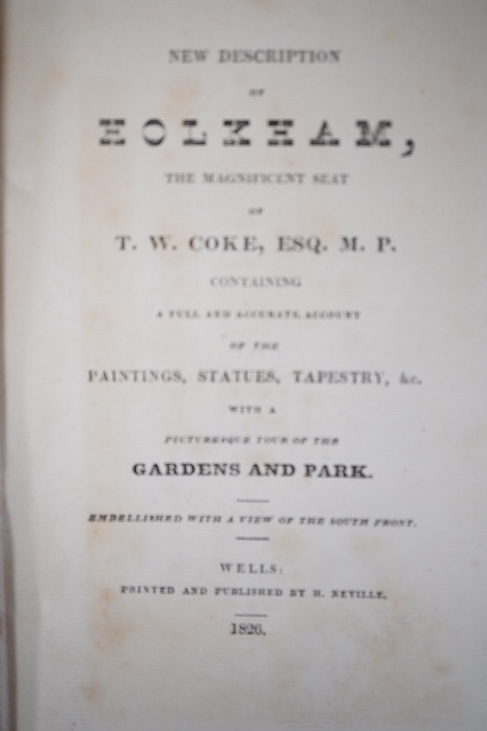 NEW DESCRIPTION
OF
HOLKHAM,
THE MAGNIFICENT SEAT
OF
T. W. COKE, ESQ. M. P.
CONTAINING
A FULL AND ACCURATE ACCOUNT
OF THE
PAINTINGS, STATUES, TAPESTRY, &c.
WITH A
PICTURESQUE TOUR OF THE
GARDENS AND PARK.
EMBELLISHED WITH A VIEW OF THE SOUTH FRONT.
WELLS:
PRINTED AND PUBLISHED BY H. NEVILLE.
1826.